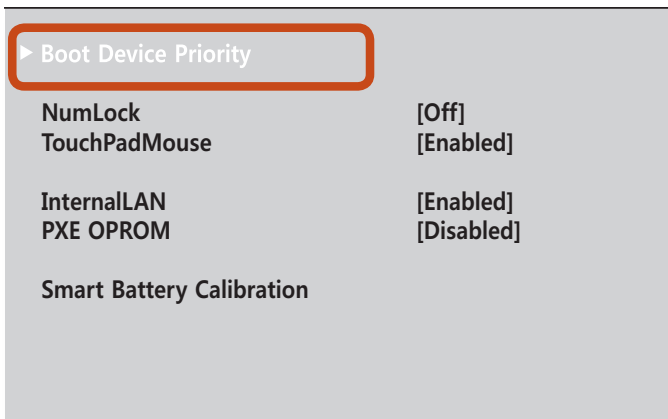 ▶ Boot Device Priority
NumLock [Off]
TouchPadMouse [Enabled]
InternalLAN [Enabled]
PXE OPROM [Disabled]
Smart Battery Calibration